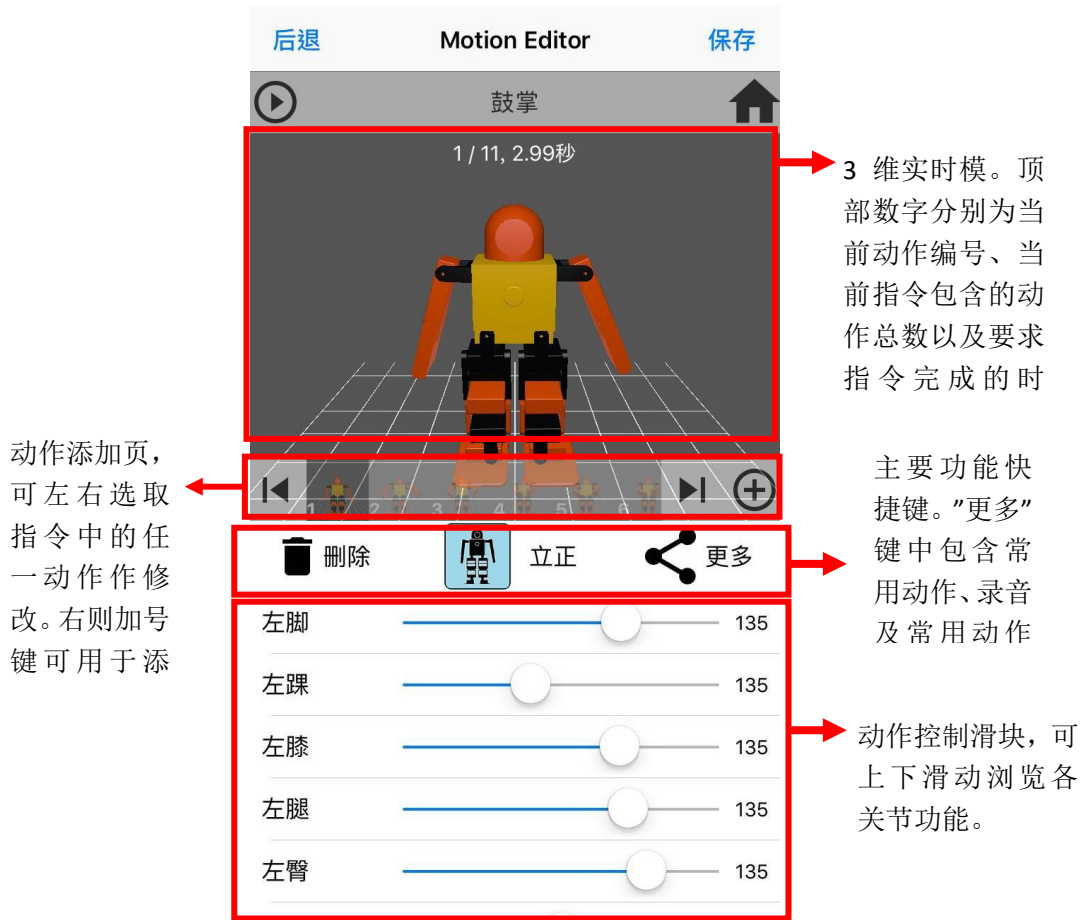 后退 Motion Editor 保存
鼓掌
1 / 11, 2.99秒
3 维实时模。顶
部数字分别为当
前动作编号、当
前指令包含的动
作总数以及要求
指令完成的时
动作添加页，
可左右选取
指令中的任
一动作作修
改。右则加号
键可用于添
1 2 3 4 5 6
主要功能快
捷键。”更多”
键中包含常
用动作、录音
及常用动作
删除 立正 更多
左脚 135
左踝 135
左膝 135
左腿 135
左臀 135
动作控制滑块，可
上下滑动浏览各
关节功能。